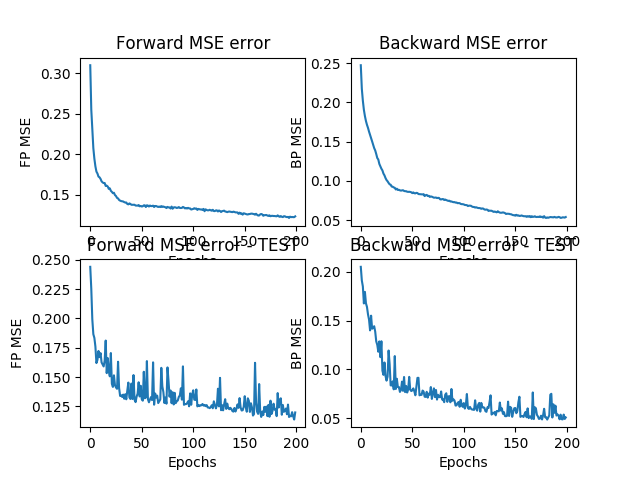 Forward MSE error
Backward MSE error
FP MSE
0.30
0.25
0.20
0.15
0 50 100 150 200
Epochs
BP MSE
0.25
0.20
0.15
0.10
0.05
0 50 100 150 200
Epochs
Forward MSE error - TEST
Backward MSE error - TEST
FP MSE
0.250
0.225
0.200
0.175
0.150
0.125
0 50 100 150 200
Epochs
BP MSE
0.20
0.15
0.10
0.05
0 50 100 150 200
Epochs